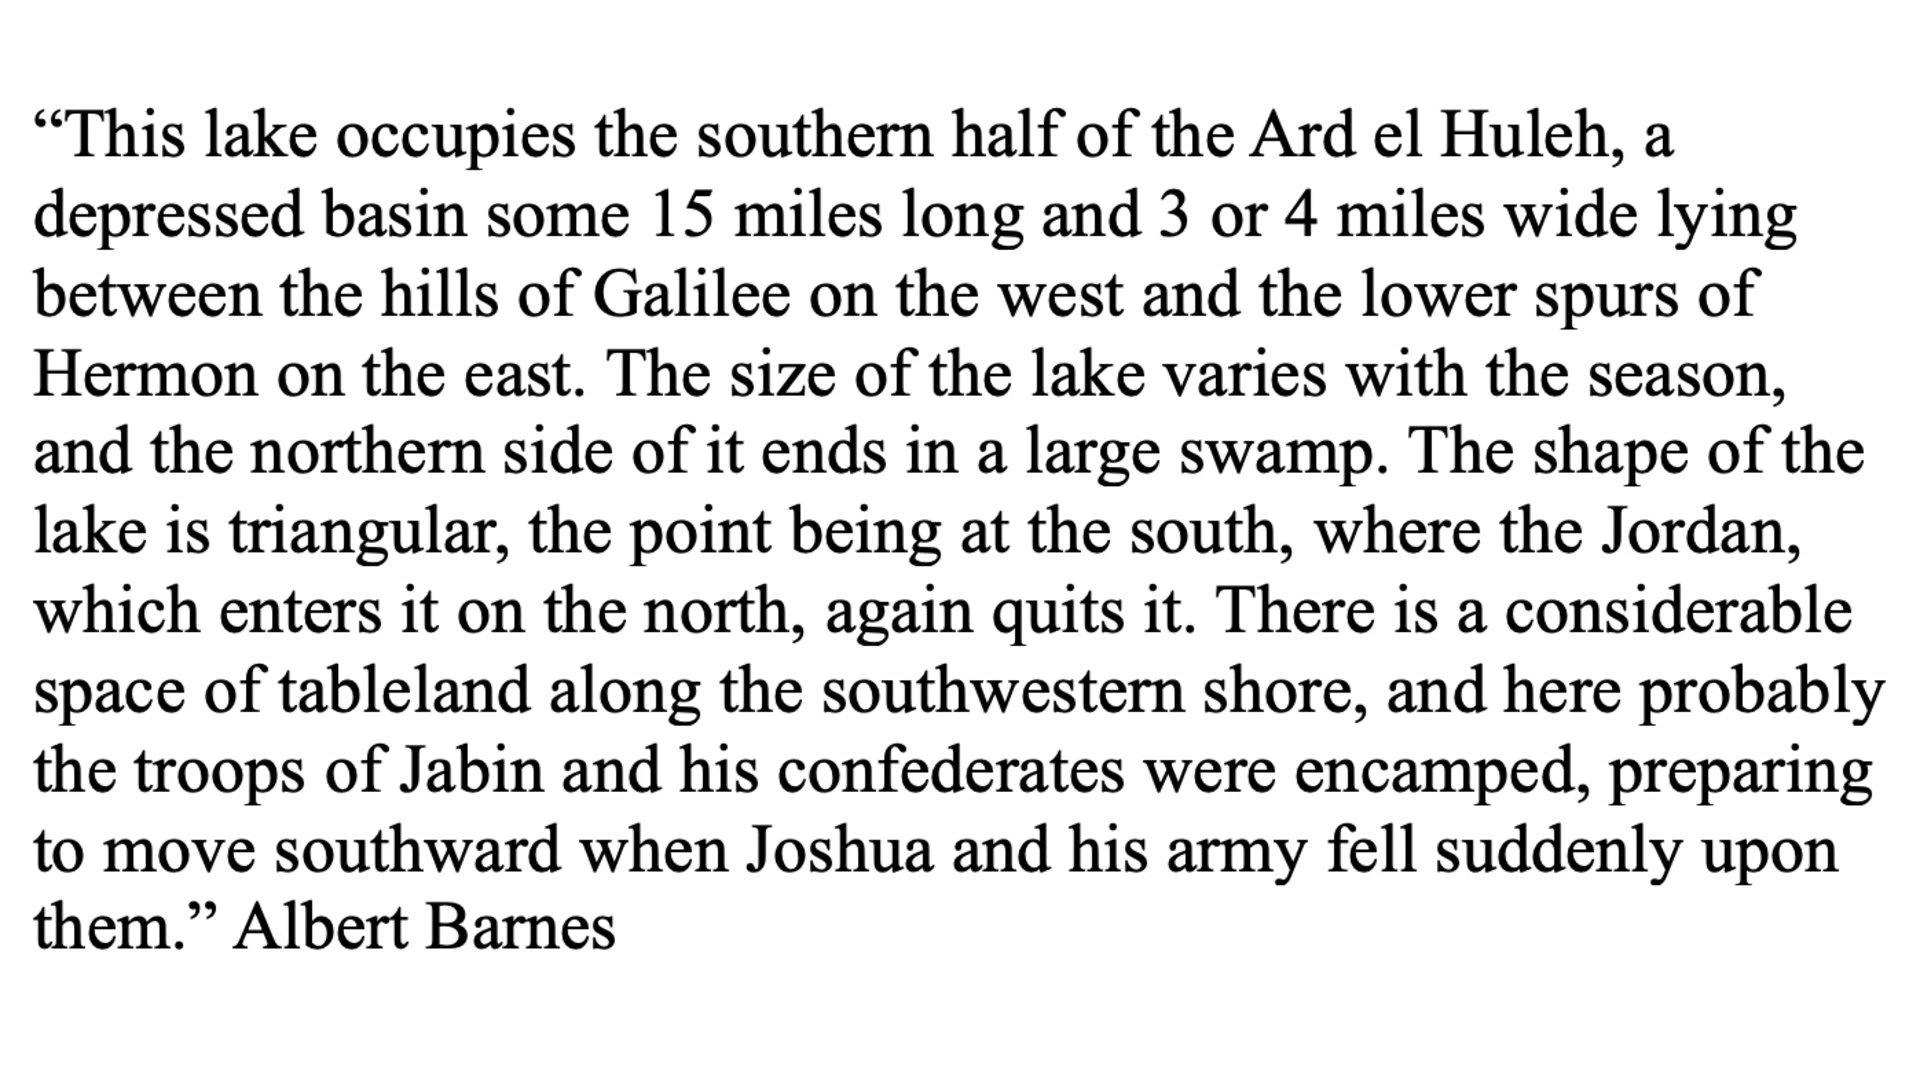 “This lake occupies the southern half of the Ard el Huleh, a
depressed basin some 15 miles long and 3 or 4 miles wide lying
between the hills of Galilee on the west and the lower spurs of
Hermon on the east. The size of the lake varies with the season,
and the northern side of it ends in a large swamp. The shape of the
lake is triangular, the point being at the south, where the Jordan,
which enters it on the north, again quits it. There is a considerable
space of tableland along the southwestern shore, and here probably
the troops of Jabin and his confederates were encamped, preparing
to move southward when Joshua and his army fell suddenly upon
them.” Albert Barnes